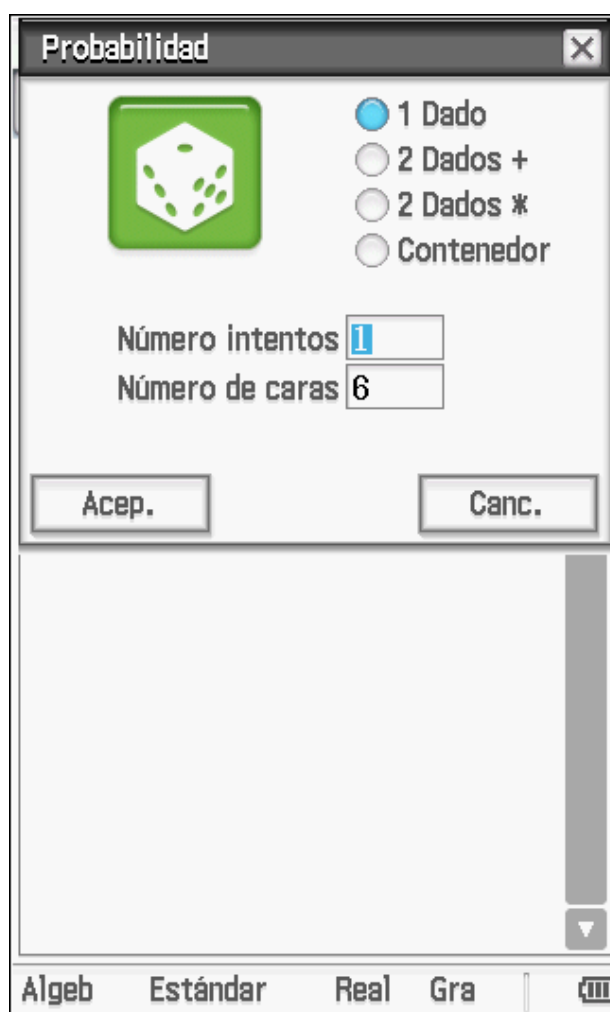 Probabilidad
1 Dado
2 Dados +
2 Dados *
Contenedor
Número intentos 1
Número de caras 6
Acep. Canc.
Algeb Estándar Real Gra